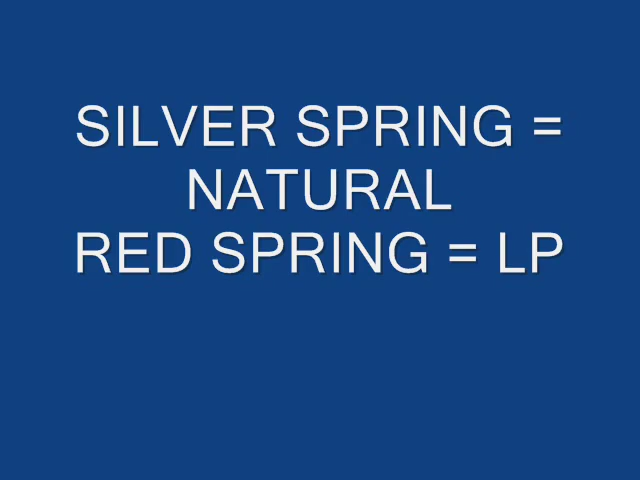 SILVER SPRING =
NATURAL
RED SPRING = LP